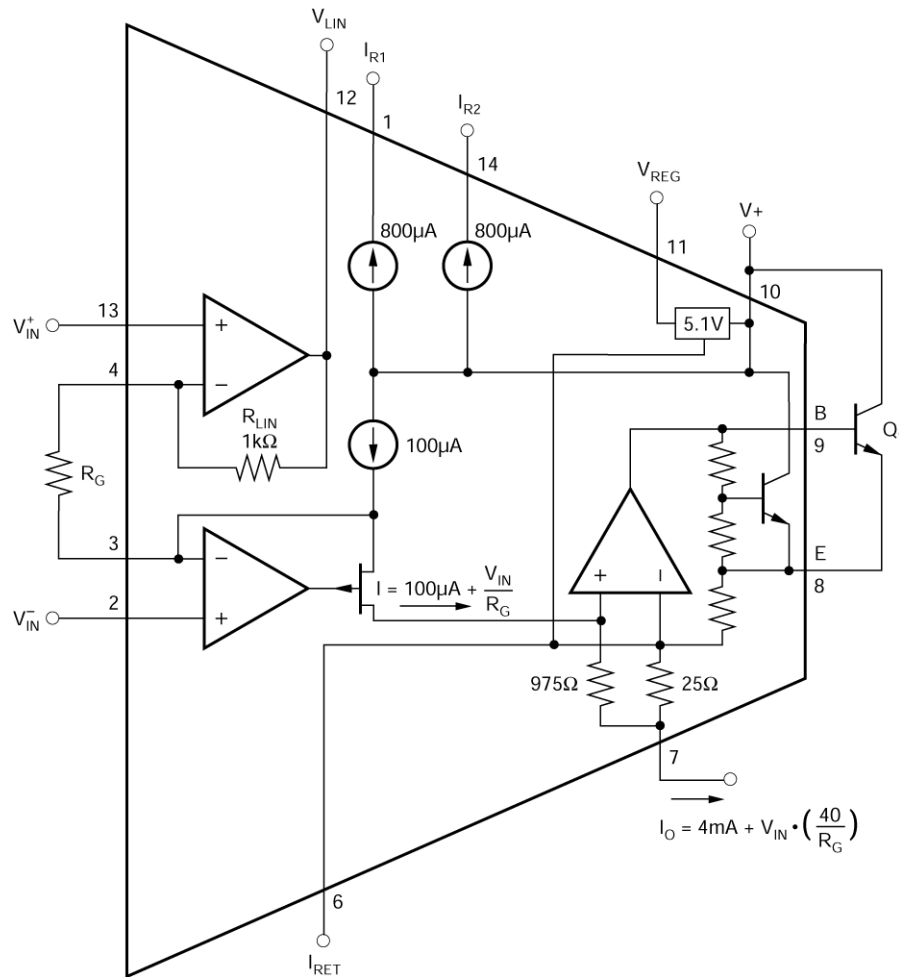 V_LIN
I_R1
12
1
I_R2
14
V_REG
V+
11
10
800µA
800µA
5.1V
13
V_IN^+
+
4
−
R_LIN
1kΩ
100µA
B
9
Q
R_G
3
−
I = 100µA + V_IN/R_G
+
−
E
8
2
V_IN^−
+
975Ω
25Ω
7
I_O = 4mA + V_IN • (40/R_G)
6
I_RET